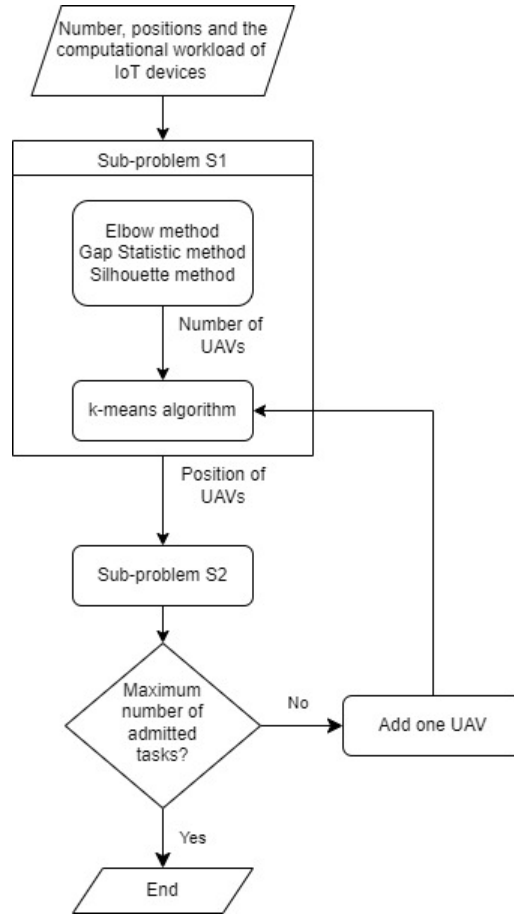 Number, positions and the
computational workload of
IoT devices
Sub-problem S1
Elbow method
Gap Statistic method
Silhouette method
Number of
UAVs
k-means algorithm
Position of
UAVs
Sub-problem S2
Maximum
number of
admitted
tasks?
No
Add one UAV
Yes
End